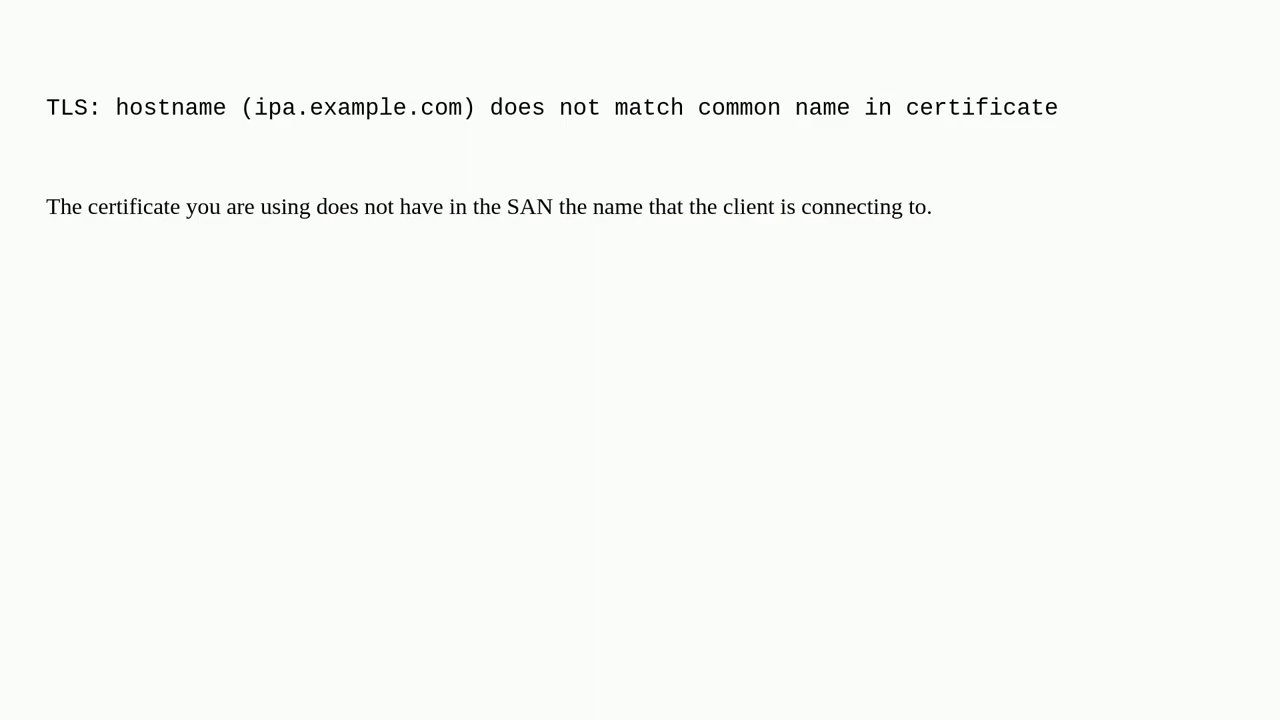 TLS: hostname (ipa.example.com) does not match common name in certificate
The certificate you are using does not have in the SAN the name that the client is connecting to.